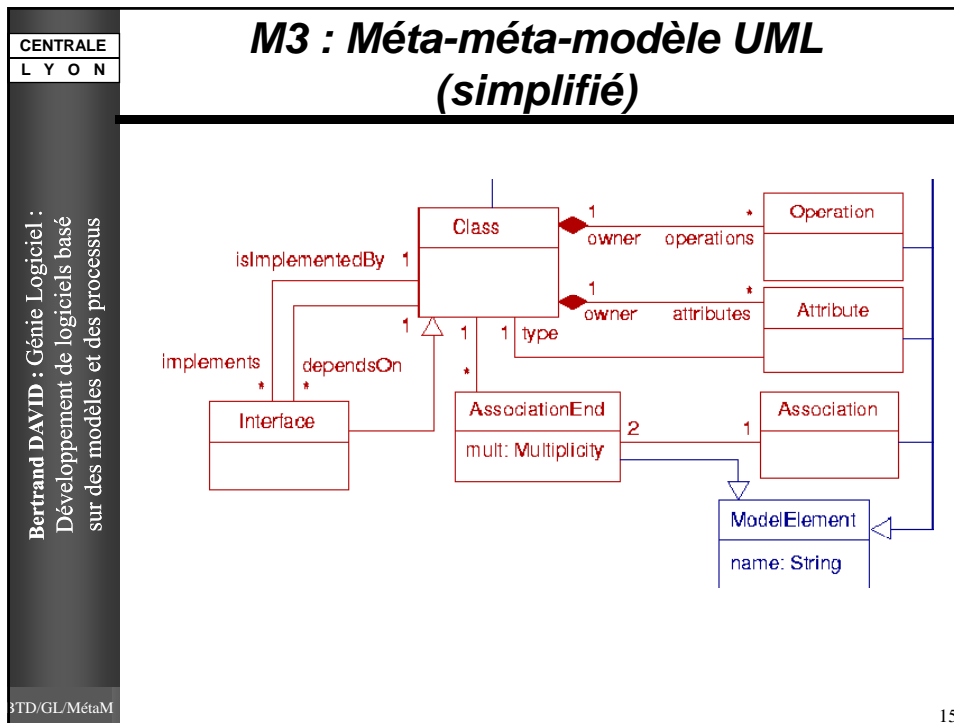 CENTRALE
L Y O N
M3 : Méta-méta-modèle UML
(simplifié)
Bertrand DAVID : Génie Logiciel :
Développement de logiciels basé
sur des modèles et des processus
Class
1
*
Operation
owner
operations
isImplementedBy
1
1
*
Attribute
owner
attributes
1
1
1
type
implements
dependsOn
*
*
*
Interface
AssociationEnd
mult: Multiplicity
2
1
Association
ModelElement
name: String
BTD/GL/MétaM
15